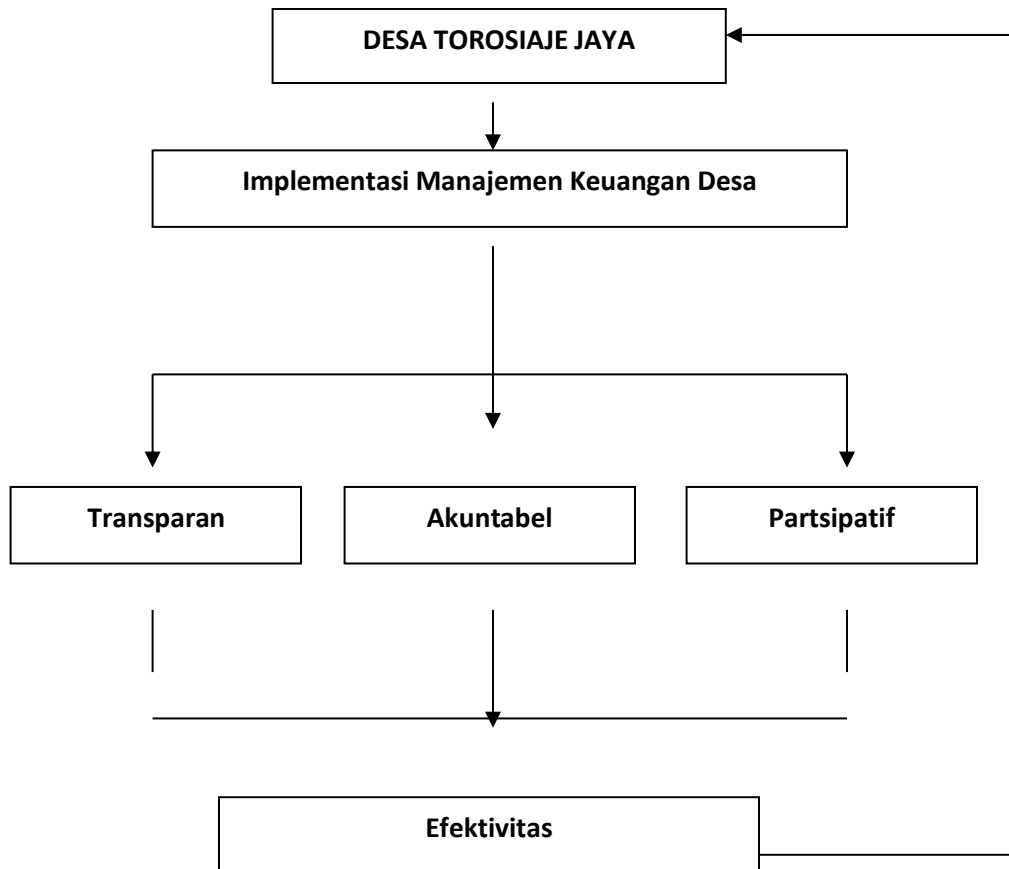 DESA TOROSIAJE JAYA
Implementasi Manajemen Keuangan Desa
Transparan
Akuntabel
Partsipatif
Efektivitas